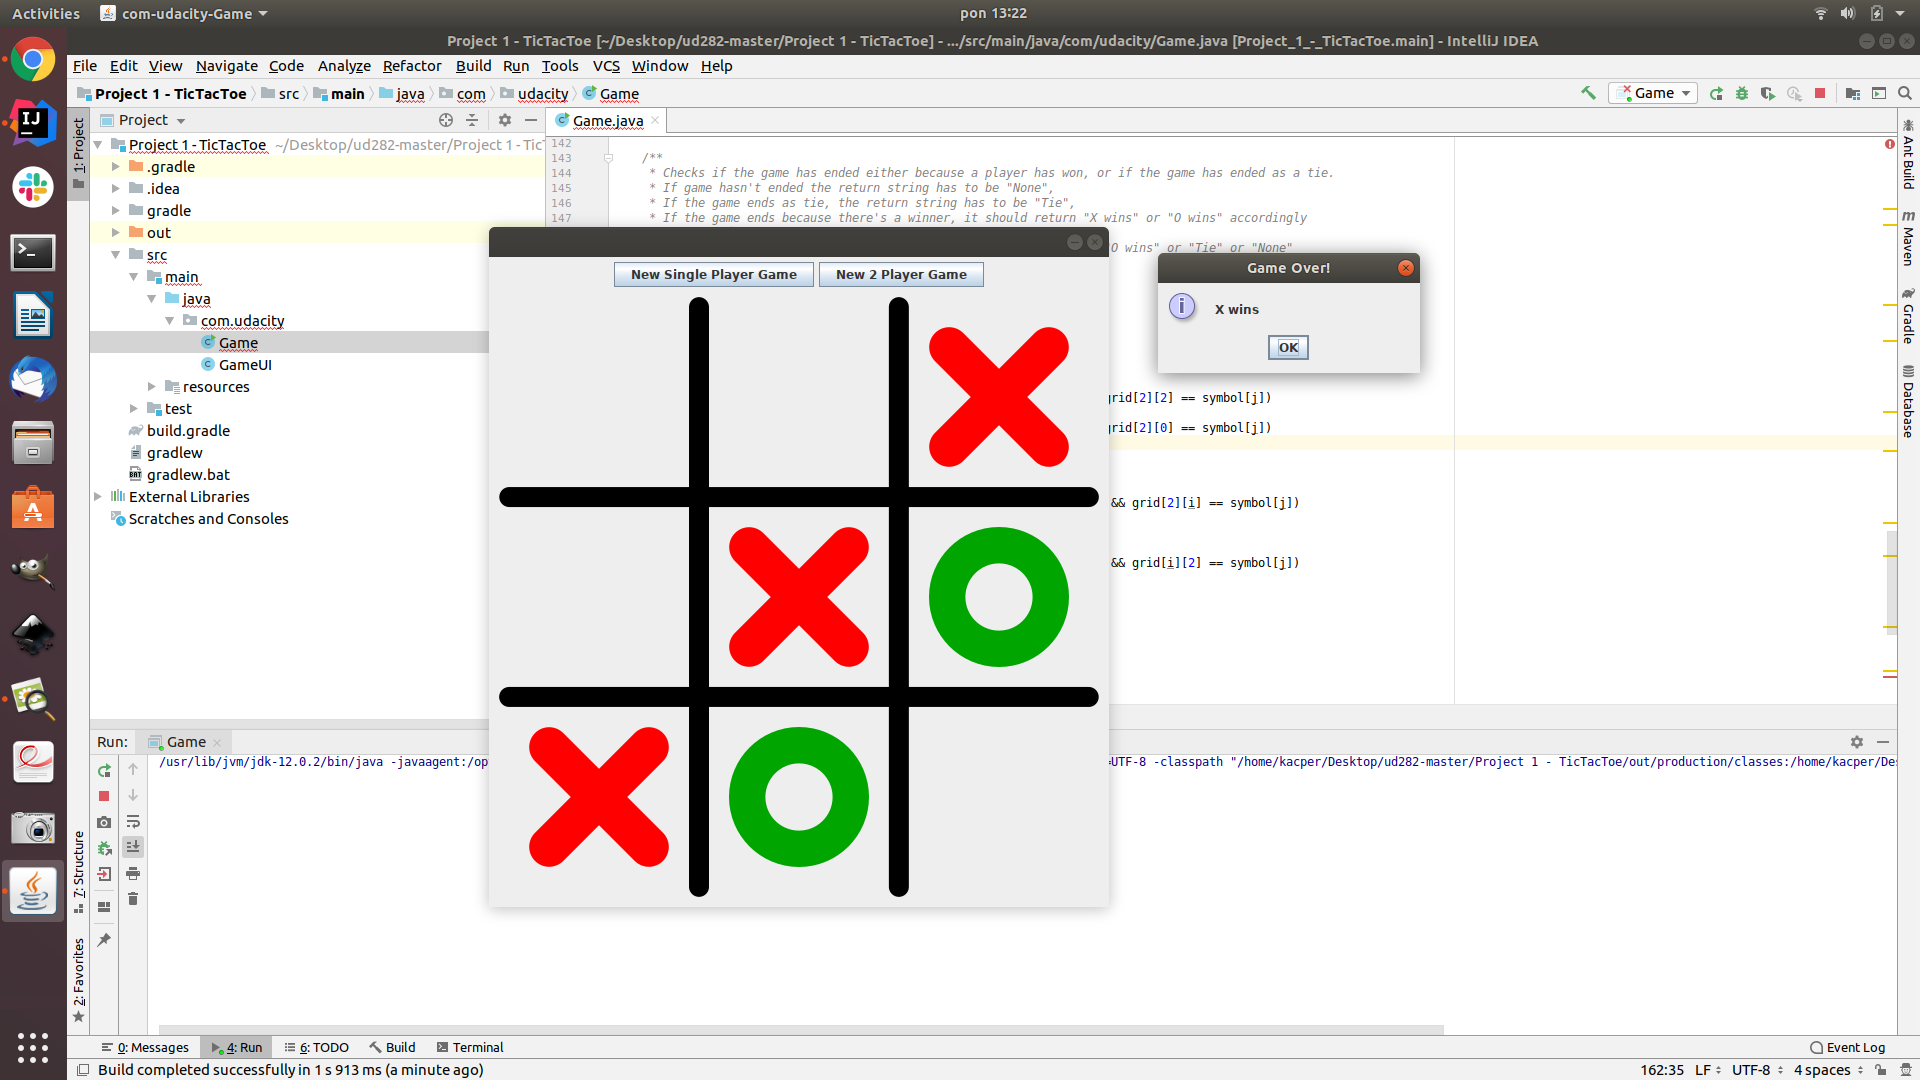 Activities com-udacity-Game pon 13:22
Project 1 - TicTacToe [~/Desktop/ud282-master/Project 1 - TicTacToe] - .../src/main/java/com/udacity/Game.java [Project_1_-_TicTacToe.main] - IntelliJ IDEA
File Edit View Navigate Code Analyze Refactor Build Run Tools VCS Window Help
Project 1 - TicTacToe src main java com udacity Game Game
1: Project
Project
Game.java
Project 1 - TicTacToe ~/Desktop/ud282-master/Project 1 - TicT
.gradle
.idea
gradle
out
src
main
java
com.udacity
Game
GameUI
resources
test
build.gradle
gradlew
gradlew.bat
External Libraries
Scratches and Consoles
142
143 /**
144 * Checks if the game has ended either because a player has won, or if the game has ended as a tie.
145 * If game hasn't ended the return string has to be "None",
146 * If the game ends as tie, the return string has to be "Tie",
147 * If the game ends because there's a winner, it should return "X wins" or "O wins" accordingly
O wins" or "Tie" or "None"
grid[2][2] == symbol[j])
grid[2][0] == symbol[j])
&& grid[2][i] == symbol[j])
&& grid[i][2] == symbol[j])
New Single Player Game New 2 Player Game
Game Over!
X wins
OK
Ant Build
Maven
Gradle
Database
Run: Game
/usr/lib/jvm/jdk-12.0.2/bin/java -javaagent:/op
=UTF-8 -classpath "/home/kacper/Desktop/ud282-master/Project 1 - TicTacToe/out/production/classes:/home/kacper/Des
7: Structure
2: Favorites
0: Messages 4: Run 6: TODO Build Terminal Event Log
Build completed successfully in 1 s 913 ms (a minute ago) 162:35 LF UTF-8 4 spaces